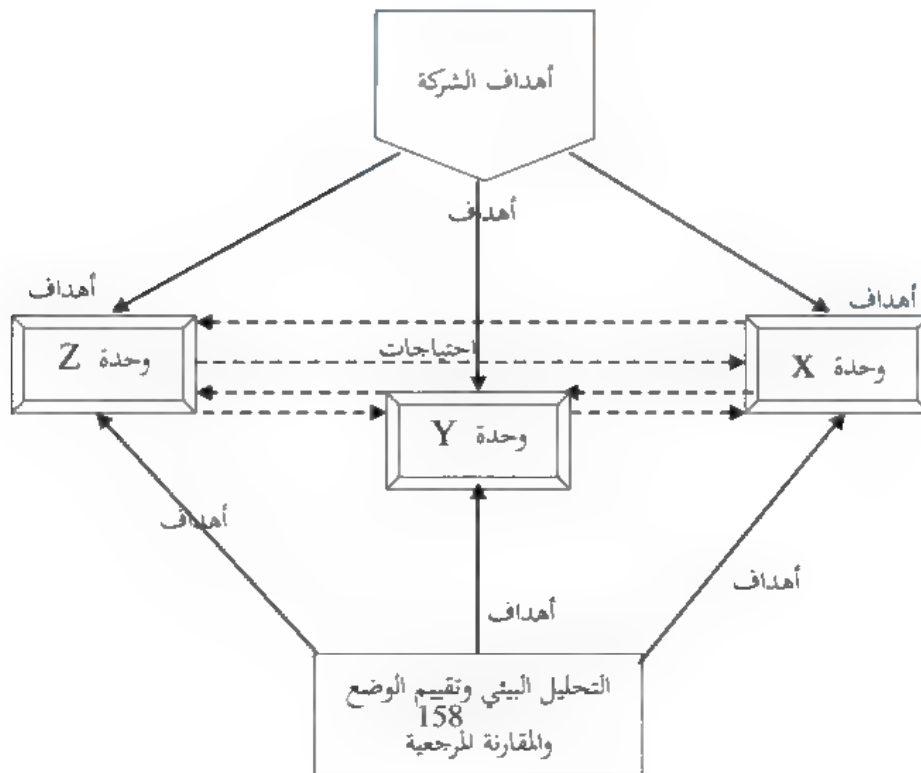 أهداف الشركة
أهداف
أهداف
أهداف
احتياجات
وحدة X
وحدة Z
وحدة Y
أهداف
أهداف
أهداف
التحليل البيئي وتقييم الوضع
158
والمقارنة المرجعية